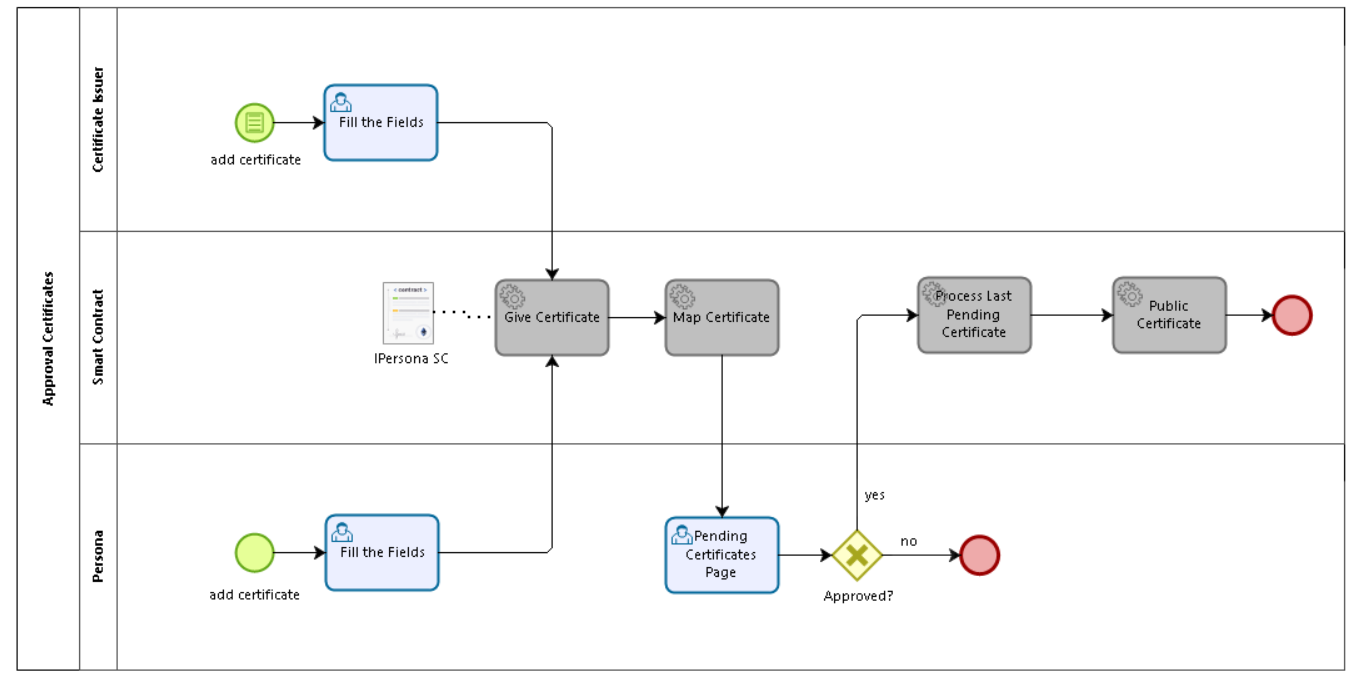 Approval Certificates
Certificate Issuer
add certificate
Fill the Fields
Smart Contract
< contract >
IPersona SC
Give Certificate
Map Certificate
Process Last
Pending
Certificate
Public
Certificate
Persona
add certificate
Fill the Fields
Pending
Certificates
Page
Approved?
yes
no